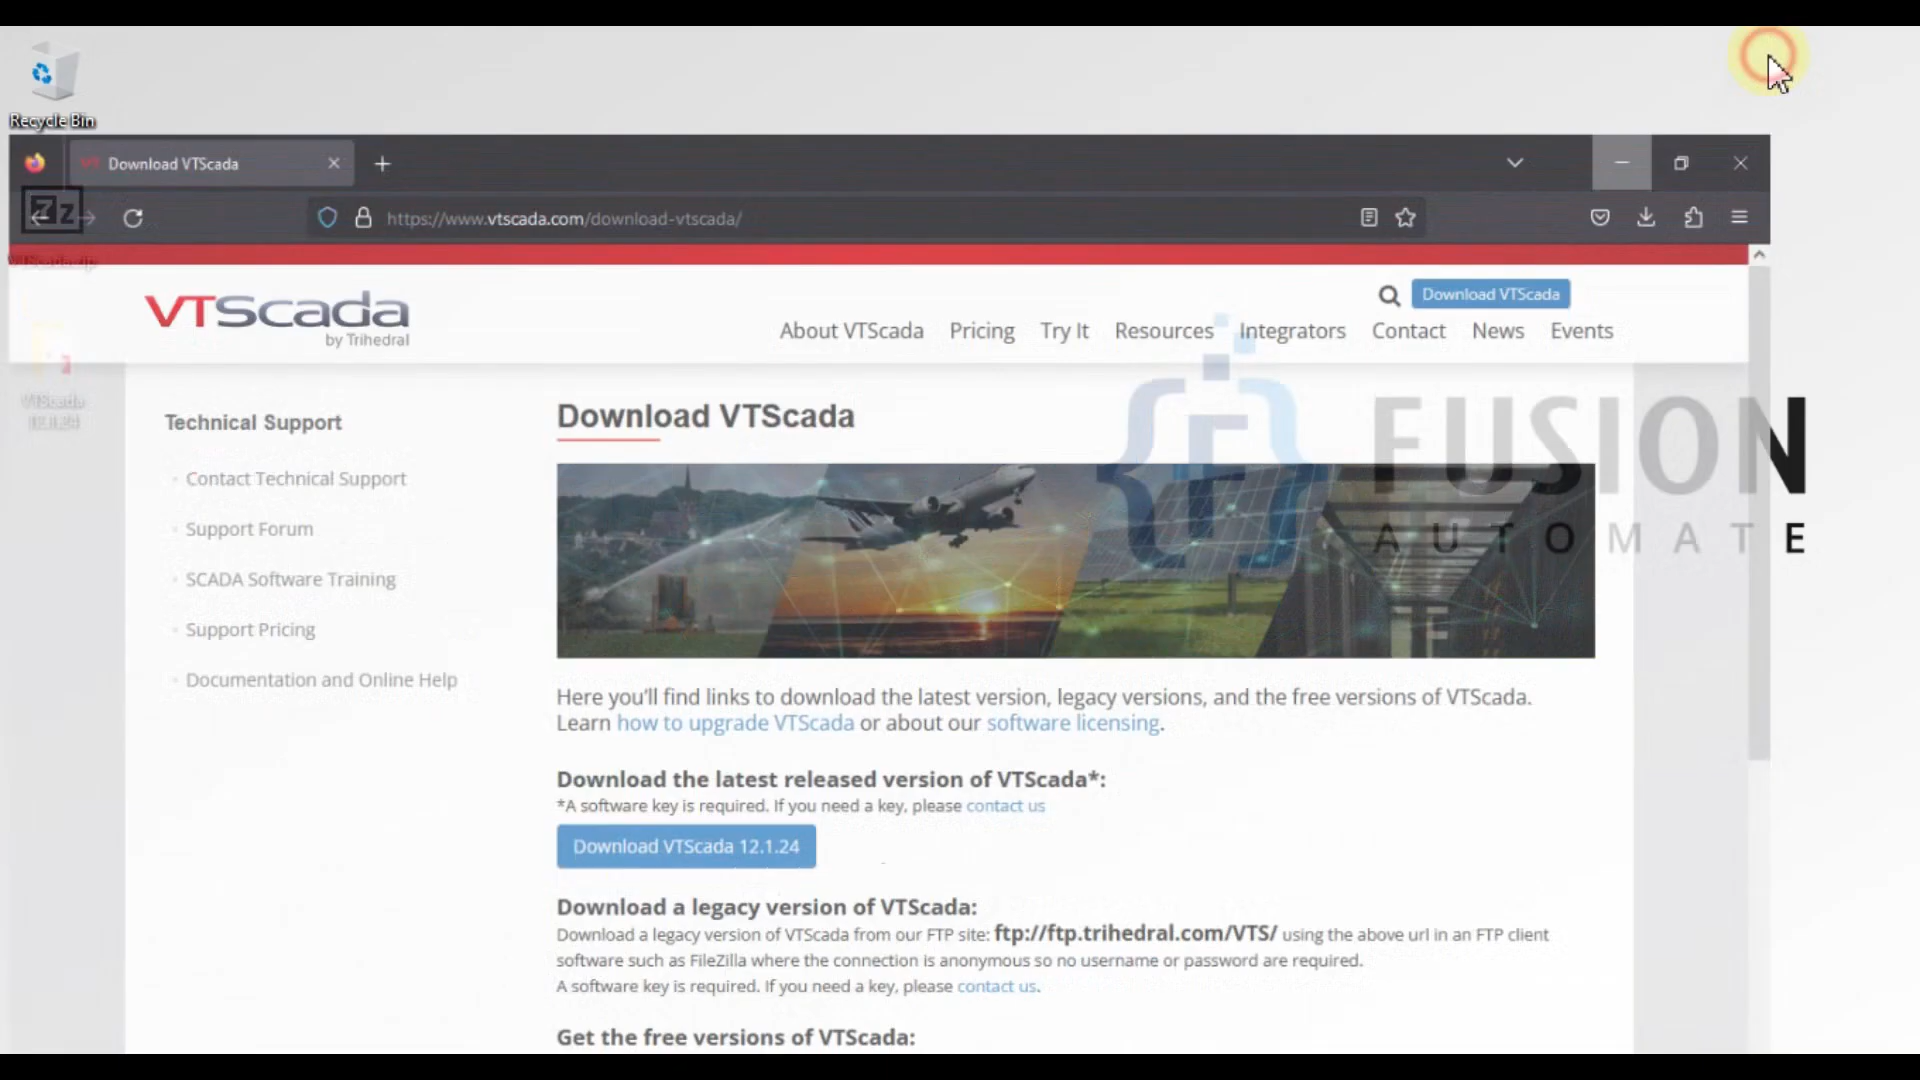 Recycle Bin
Download VTScada
https://www.vtscada.com/download-vtscada/
7z
VTScada.zip
VTScada
12.1.24
VTScada
by Trihedral
Download VTScada
About VTScada Pricing Try It Resources Integrators Contact News Events
Technical Support
Contact Technical Support
Support Forum
SCADA Software Training
Support Pricing
Documentation and Online Help
Download VTScada
FUSION
AUTOMATE
Here you'll find links to download the latest version, legacy versions, and the free versions of VTScada.
Learn how to upgrade VTScada or about our software licensing.
Download the latest released version of VTScada*:
*A software key is required. If you need a key, please contact us
Download VTScada 12.1.24
Download a legacy version of VTScada:
Download a legacy version of VTScada from our FTP site: ftp://ftp.trihedral.com/VTS/ using the above url in an FTP client
software such as FileZilla where the connection is anonymous so no username or password are required.
A software key is required. If you need a key, please contact us.
Get the free versions of VTScada: